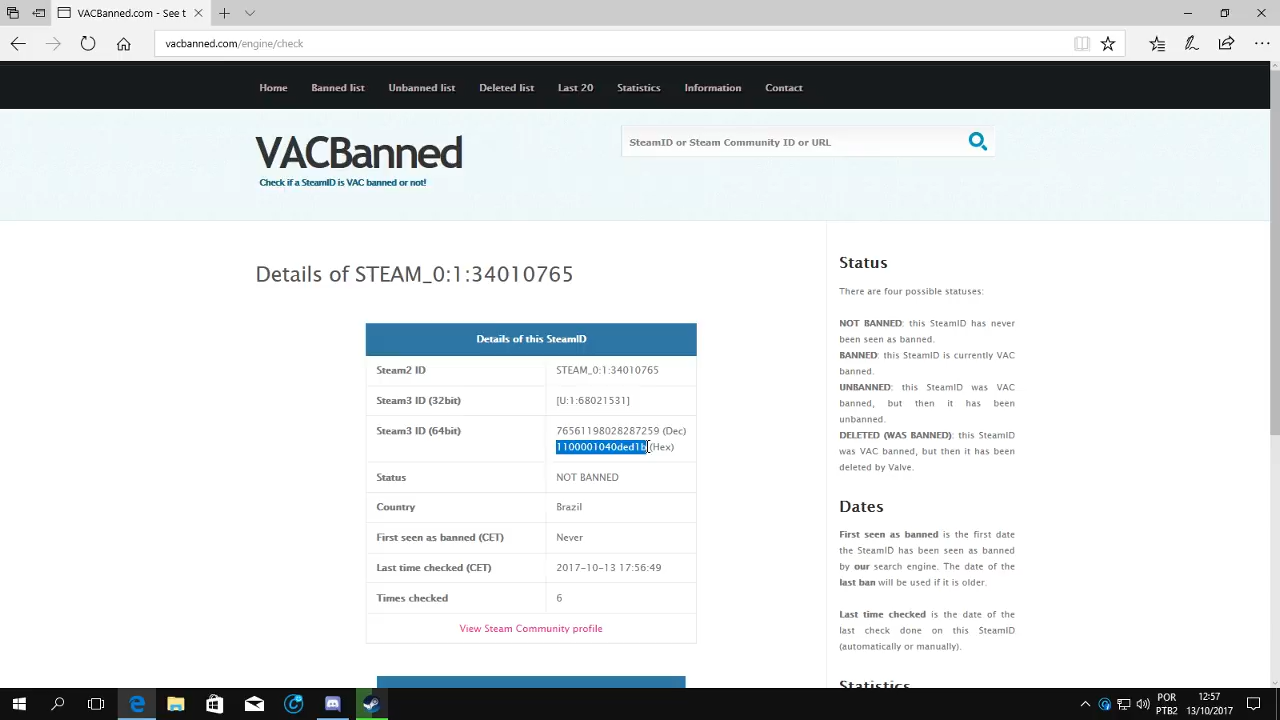 vacbanned.com/engine/check
Home Banned list Unbanned list Deleted list Last 20 Statistics Information Contact
VACBanned
Check if a SteamID is VAC banned or not!
SteamID or Steam Community ID or URL
Details of STEAM_0:1:34010765
Details of this SteamID
Steam2 ID STEAM_0:1:34010765
Steam3 ID (32bit) [U:1:68021531]
Steam3 ID (64bit) 76561198028287259 (Dec)
1100001040ded1b (Hex)
Status NOT BANNED
Country Brazil
First seen as banned (CET) Never
Last time checked (CET) 2017-10-13 17:56:49
Times checked 6
View Steam Community profile
Status
There are four possible statuses:
NOT BANNED: this SteamID has never
been seen as banned.
BANNED: this SteamID is currently VAC
banned.
UNBANNED: this SteamID was VAC
banned, but then it has been
unbanned.
DELETED (WAS BANNED): this SteamID
was VAC banned, but then it has been
deleted by Valve.
Dates
First seen as banned is the first date
the SteamID has been seen as banned
by our search engine. The date of the
last ban will be used if it is older.
Last time checked is the date of the
last check done on this SteamID
(automatically or manually).
Statistics
POR
PTB2
12:57
13/10/2017